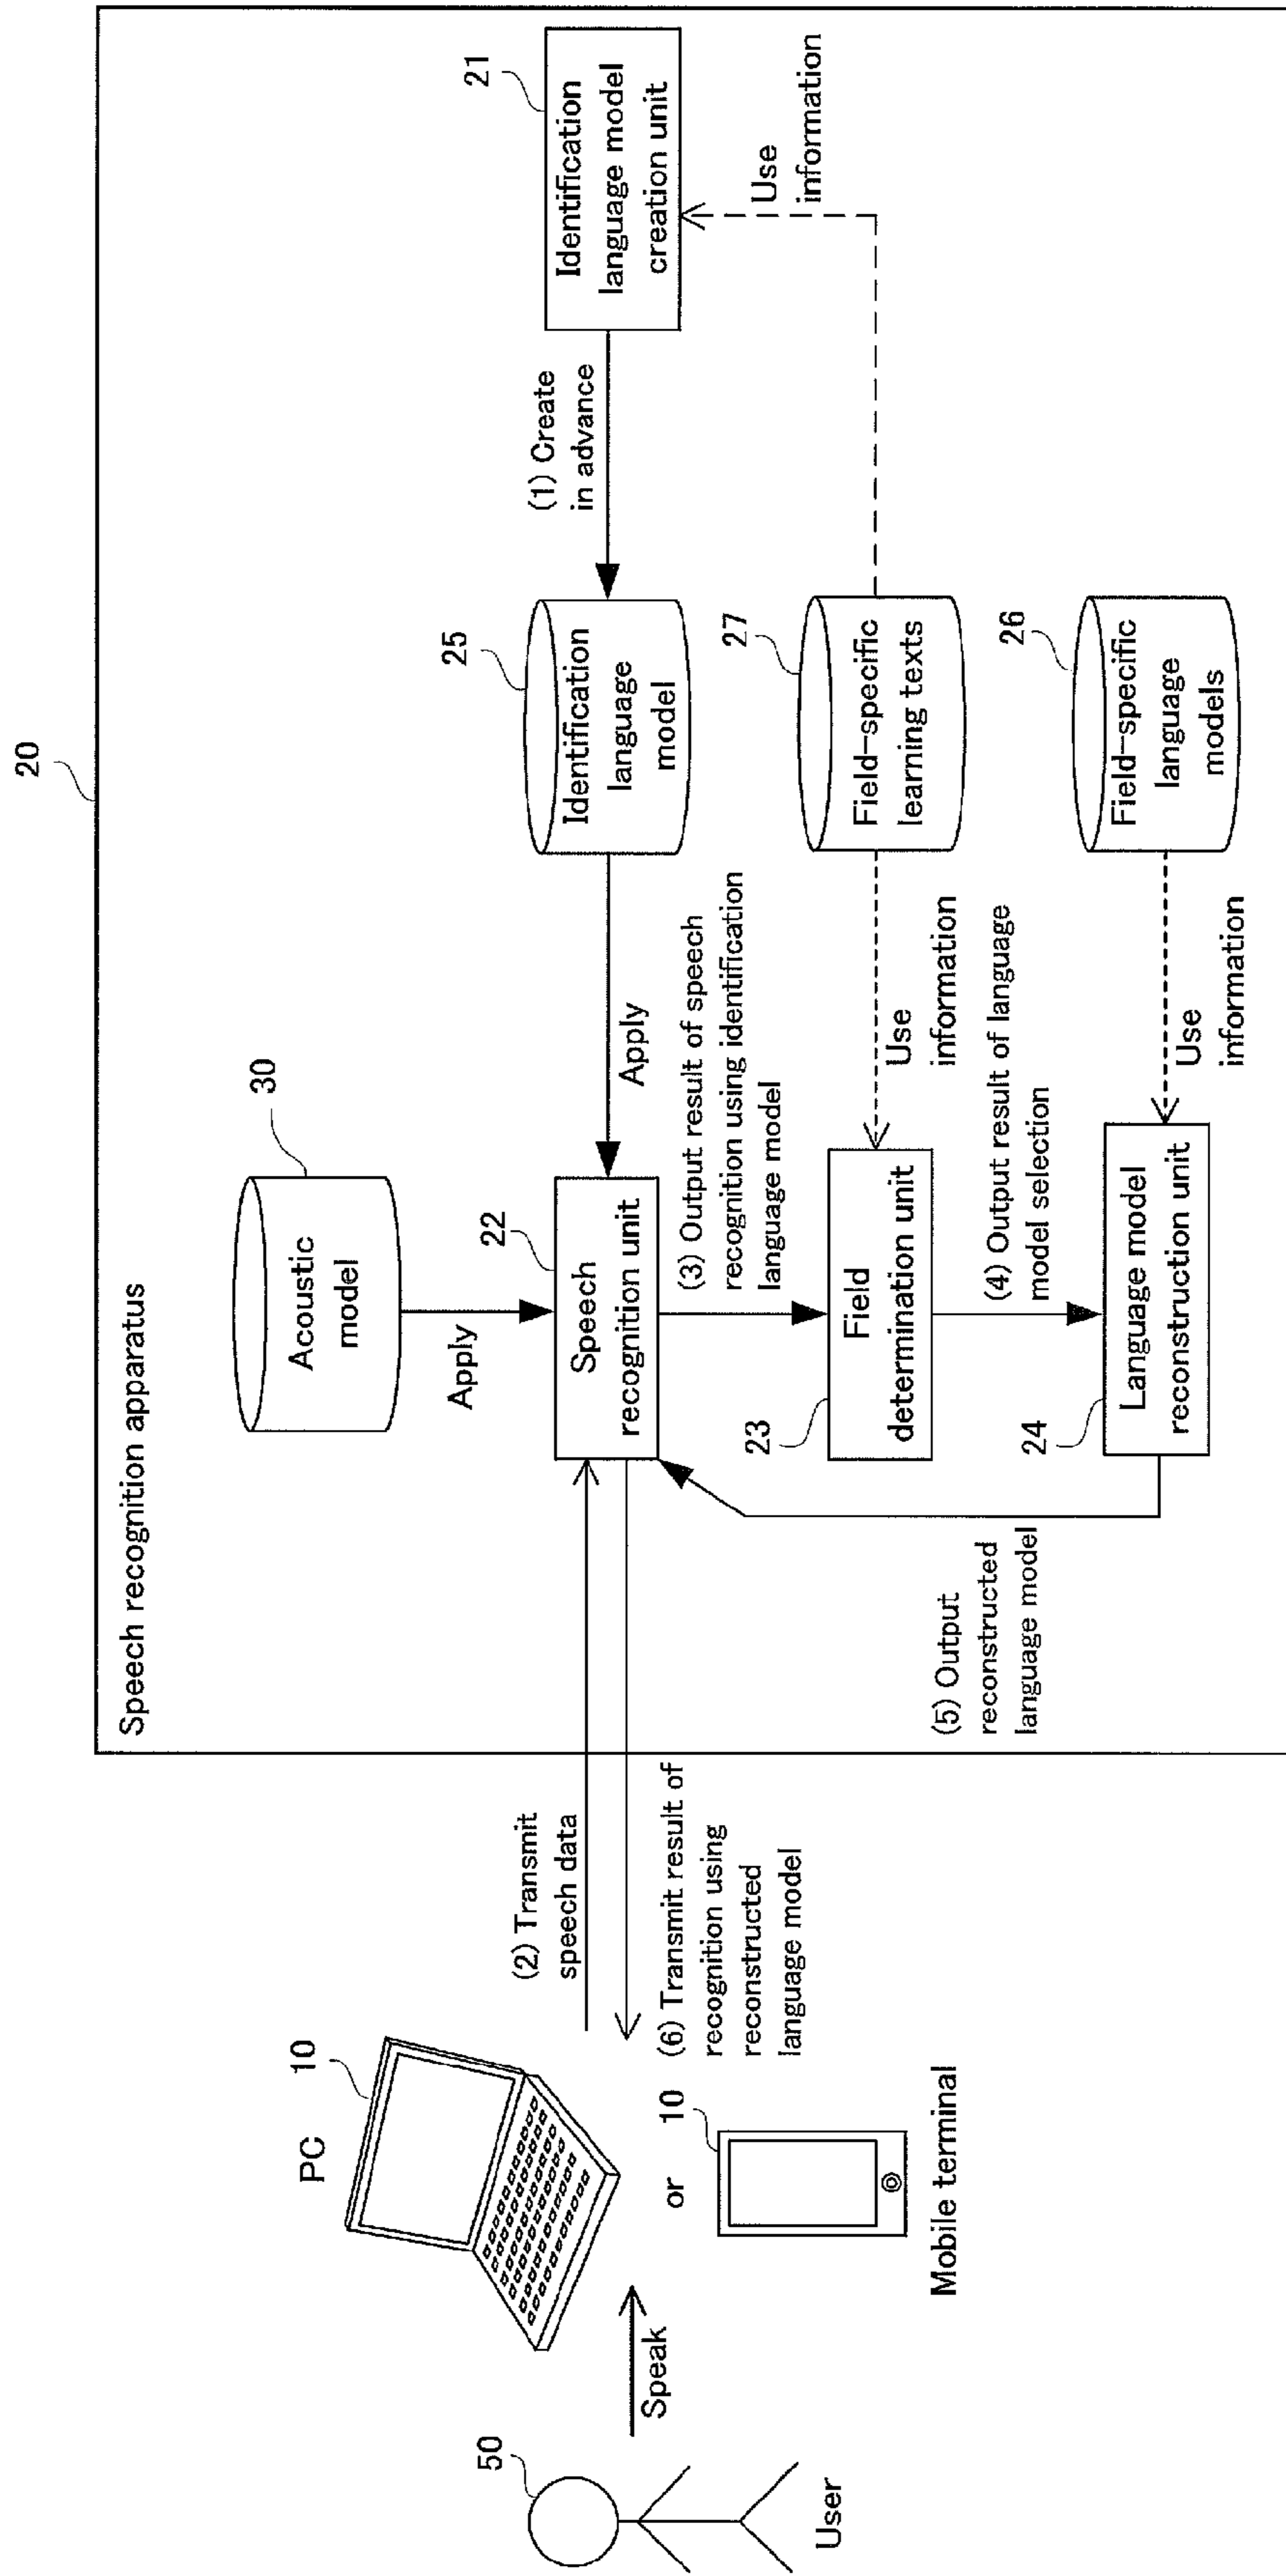 20
Speech recognition apparatus
30
Acoustic
model
Apply
50
User
Speak
PC
10
or
10
Mobile terminal
(2) Transmit
speech data
(6) Transmit result of
recognition using
reconstructed
language model
22
Speech
recognition unit
Apply
25
Identification
language
model
(1) Create
in advance
21
Identification
language model
creation unit
(3) Output result of speech
recognition using identification
language model
23
Field
determination unit
Use
information
27
Field-specific
learning texts
Use
information
(4) Output result of language
model selection
(5) Output
reconstructed
language model
24
Language model
reconstruction unit
Use
information
26
Field-specific
language
models